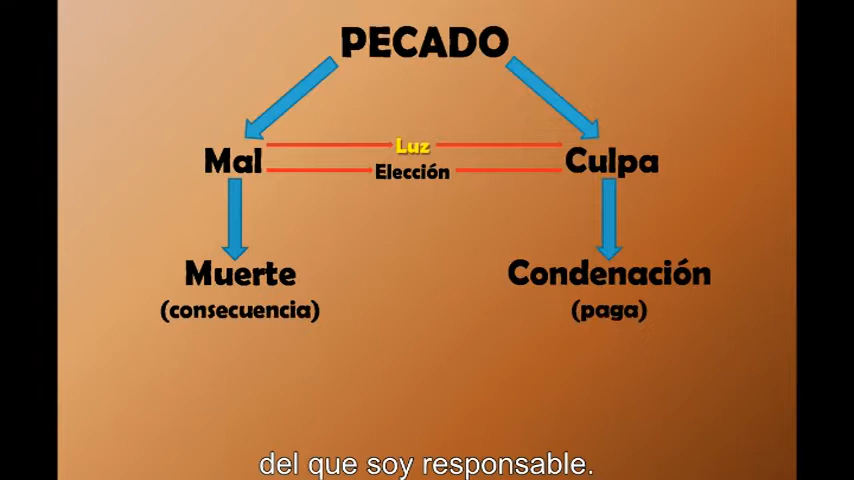 PECADO
Mal
Luz
Elección
Culpa
Muerte
(consecuencia)
Condenación
(paga)
del que soy responsable.